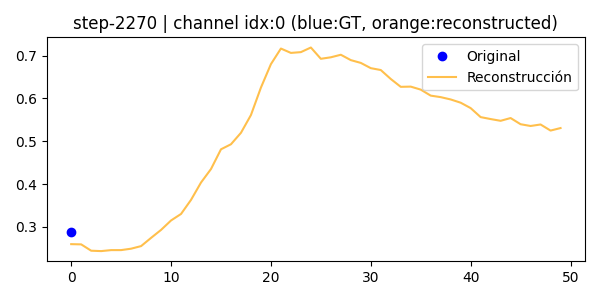 step-2270 | channel idx:0 (blue:GT, orange:reconstructed)
Original
Reconstrucción
0.7
0.6
0.5
0.4
0.3
0 10 20 30 40 50